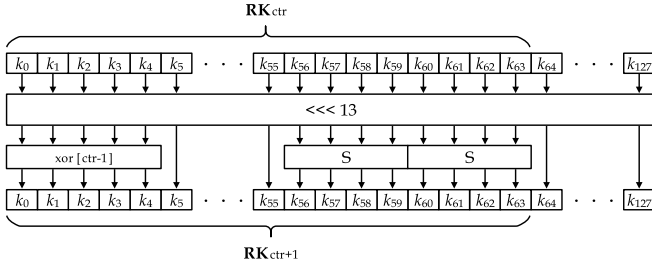 RKctr
k0 k1 k2 k3 k4 k5 · · · k55 k56 k57 k58 k59 k60 k61 k62 k63 k64 · · · k127
<<< 13
xor [ctr-1] S S
k0 k1 k2 k3 k4 k5 · · · k55 k56 k57 k58 k59 k60 k61 k62 k63 k64 · · · k127
RKctr+1